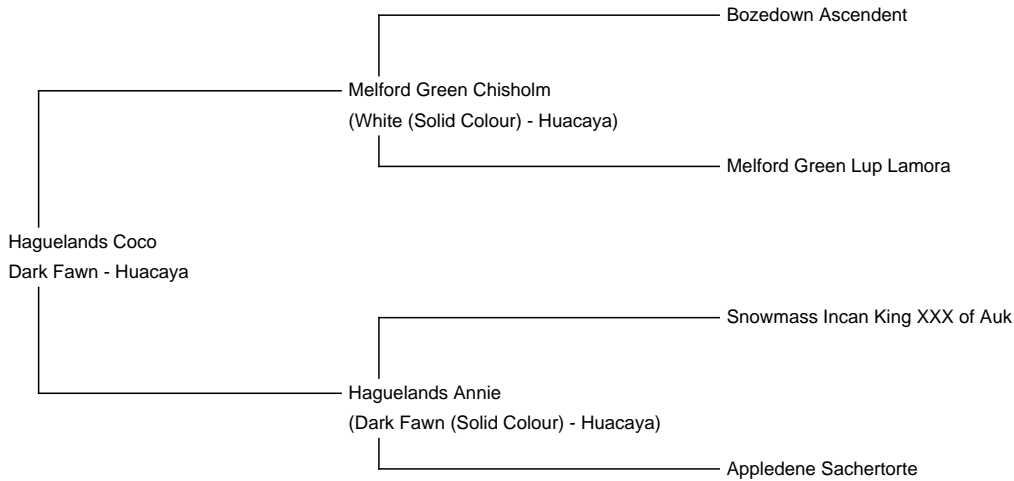 Bozedown Ascendent
Melford Green Chisholm
(White (Solid Colour) - Huacaya)
Melford Green Lup Lamora
Haguelands Coco
Dark Fawn - Huacaya
Snowmass Incan King XXX of Auk
Haguelands Annie
(Dark Fawn (Solid Colour) - Huacaya)
Appledene Sachertorte